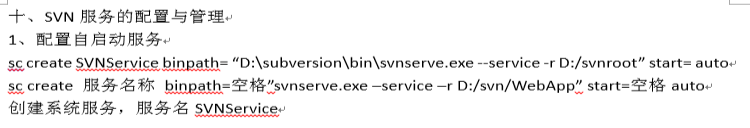 十、SVN 服务的配置与管理
1、配置自启动服务
sc create SVNService binpath= “D:\subversion\bin\svnserve.exe --service -r D:/svnroot” start= auto
sc create 服务名称 binpath=空格”svnserve.exe –service –r D:/svn/WebApp” start=空格 auto
创建系统服务，服务名 SVNService